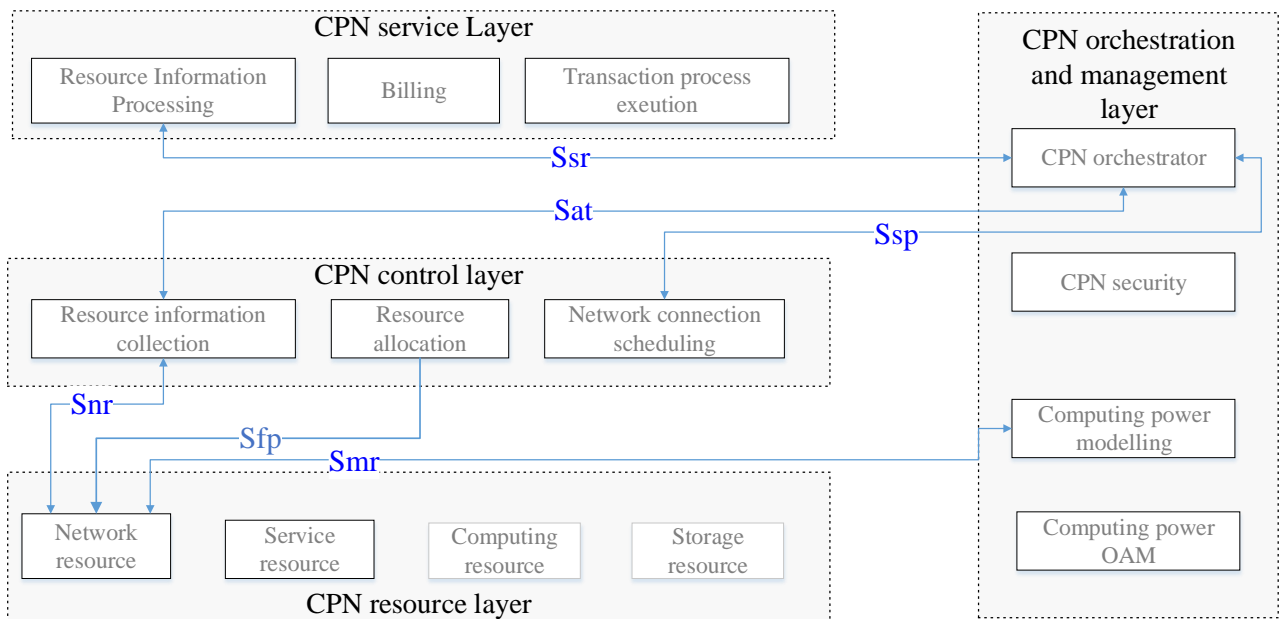 CPN service Layer
Resource Information
Processing
Billing
Transaction process
exeution
CPN orchestration
and management
layer
CPN orchestrator
Ssr
Sat
Ssp
CPN security
CPN control layer
Resource information
collection
Resource
allocation
Network connection
scheduling
Snr
Sfp
Smr
Computing power
modelling
Network
resource
Service
resource
Computing
resource
Storage
resource
Computing power
OAM
CPN resource layer